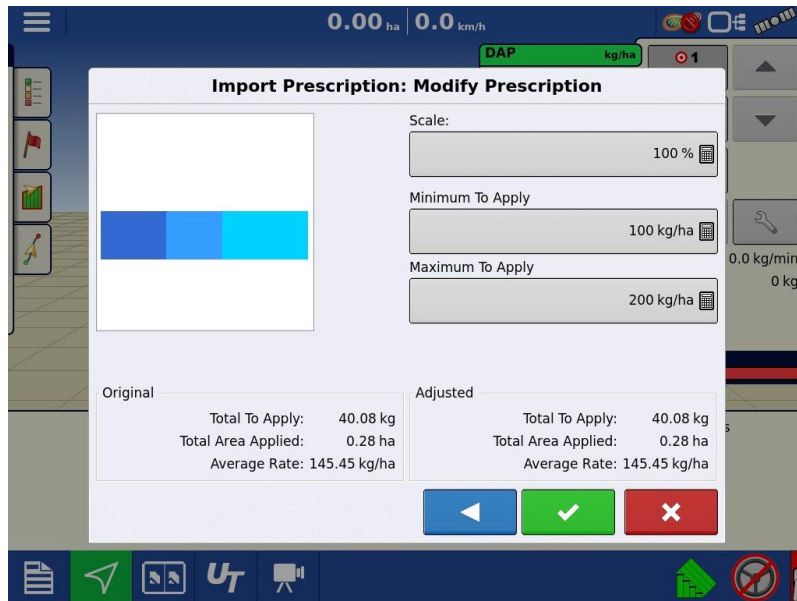 0.00 ha 0.0 km/h
DAP kg/ha
1
Import Prescription: Modify Prescription
Scale:
100 %
Minimum To Apply
100 kg/ha
Maximum To Apply
200 kg/ha
0.0 kg/min
0 kg
Original
Total To Apply: 40.08 kg
Total Area Applied: 0.28 ha
Average Rate: 145.45 kg/ha
Adjusted
Total To Apply: 40.08 kg
Total Area Applied: 0.28 ha
Average Rate: 145.45 kg/ha
s
UT